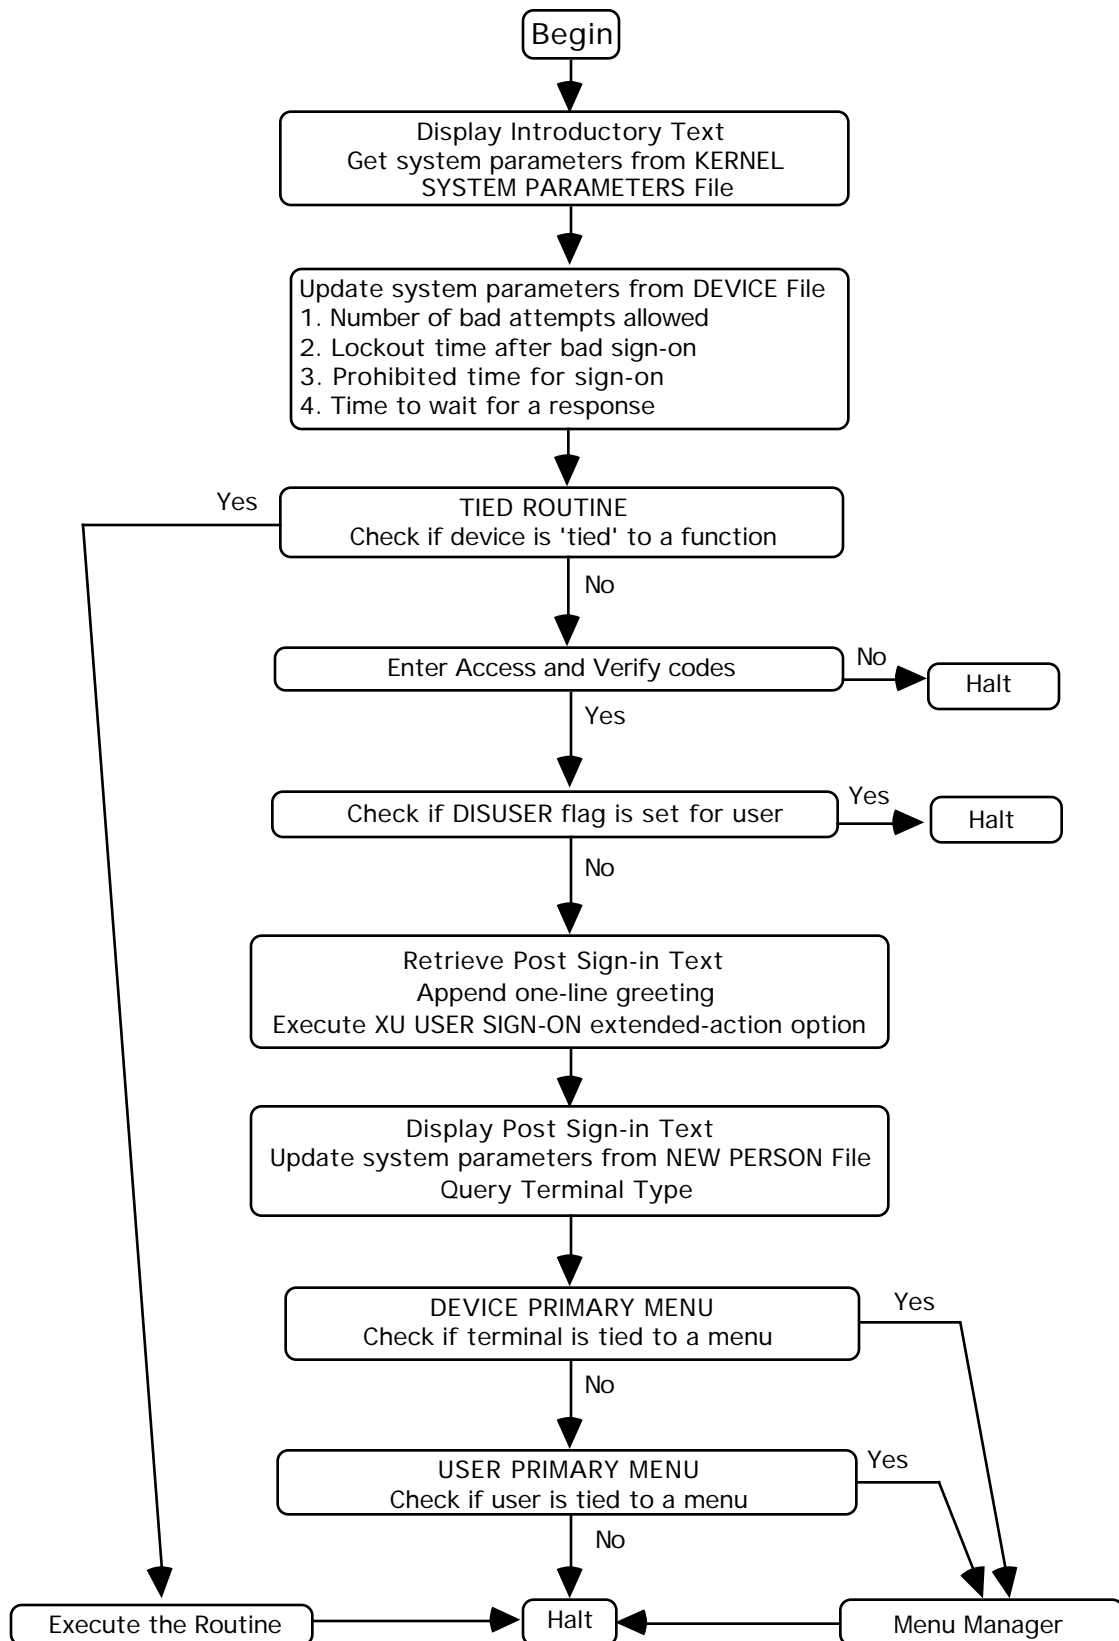 Begin
Display Introductory Text
Get system parameters from KERNEL
SYSTEM PARAMETERS File
Update system parameters from DEVICE File
1. Number of bad attempts allowed
2. Lockout time after bad sign-on
3. Prohibited time for sign-on
4. Time to wait for a response
Yes
TIED ROUTINE
Check if device is 'tied' to a function
No
Enter Access and Verify codes
No
Halt
Yes
Check if DISUSER flag is set for user
Yes
Halt
No
Retrieve Post Sign-in Text
Append one-line greeting
Execute XU USER SIGN-ON extended-action option
Display Post Sign-in Text
Update system parameters from NEW PERSON File
Query Terminal Type
DEVICE PRIMARY MENU
Check if terminal is tied to a menu
Yes
No
USER PRIMARY MENU
Check if user is tied to a menu
Yes
No
Execute the Routine
Halt
Menu Manager